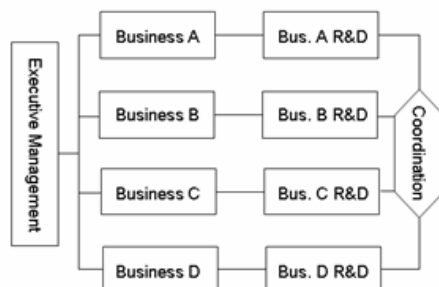 Executive Management
Business A
Bus. A R&D
Business B
Bus. B R&D
Business C
Bus. C R&D
Business D
Bus. D R&D
Coordination